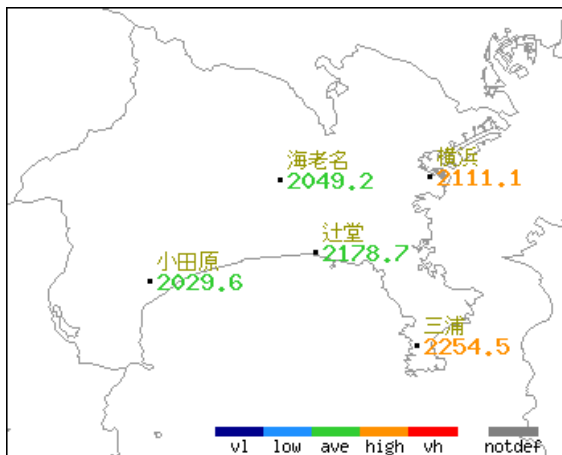 海老名
2049.2
横浜
2111.1
辻堂
2178.7
小田原
2029.6
三浦
2254.5
vl low ave high vh notdef